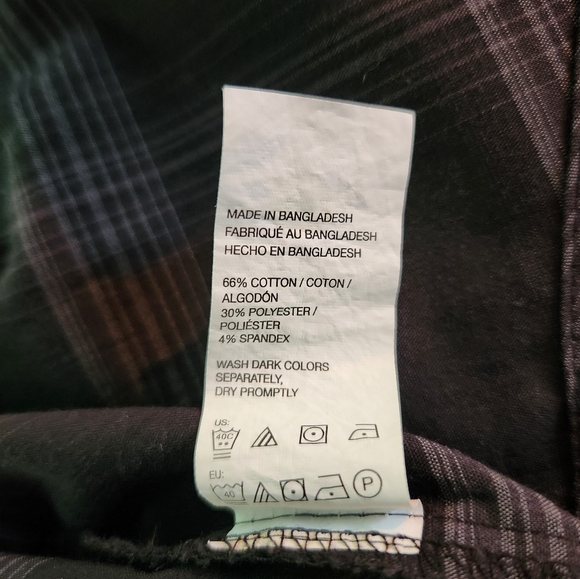 MADE IN BANGLADESH
FABRIQUÉ AU BANGLADESH
HECHO EN BANGLADESH
66% COTTON / COTON /
ALGODÓN
30% POLYESTER /
POLIÉSTER
4% SPANDEX
WASH DARK COLORS
SEPARATELY,
DRY PROMPTLY
US:
40C
EU:
40 P